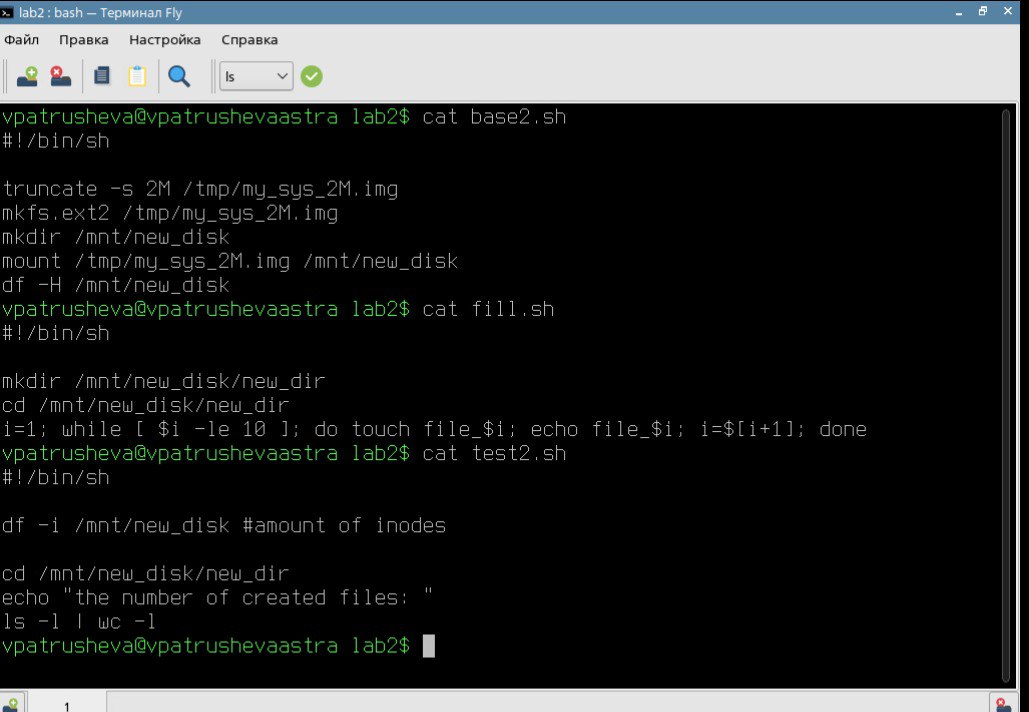 lab2 : bash — Терминал Fly
Файл Правка Настройка Справка
ls
vpatrusheva@vpatrushevaastra lab2$ cat base2.sh
#!/bin/sh
truncate -s 2M /tmp/my_sys_2M.img
mkfs.ext2 /tmp/my_sys_2M.img
mkdir /mnt/new_disk
mount /tmp/my_sys_2M.img /mnt/new_disk
df -H /mnt/new_disk
vpatrusheva@vpatrushevaastra lab2$ cat fill.sh
#!/bin/sh
mkdir /mnt/new_disk/new_dir
cd /mnt/new_disk/new_dir
i=1; while [ $i -le 10 ]; do touch file_$i; echo file_$i; i=$[i+1]; done
vpatrusheva@vpatrushevaastra lab2$ cat test2.sh
#!/bin/sh
df -i /mnt/new_disk #amount of inodes
cd /mnt/new_disk/new_dir
echo "the number of created files: "
ls -l | wc -l
vpatrusheva@vpatrushevaastra lab2$
1